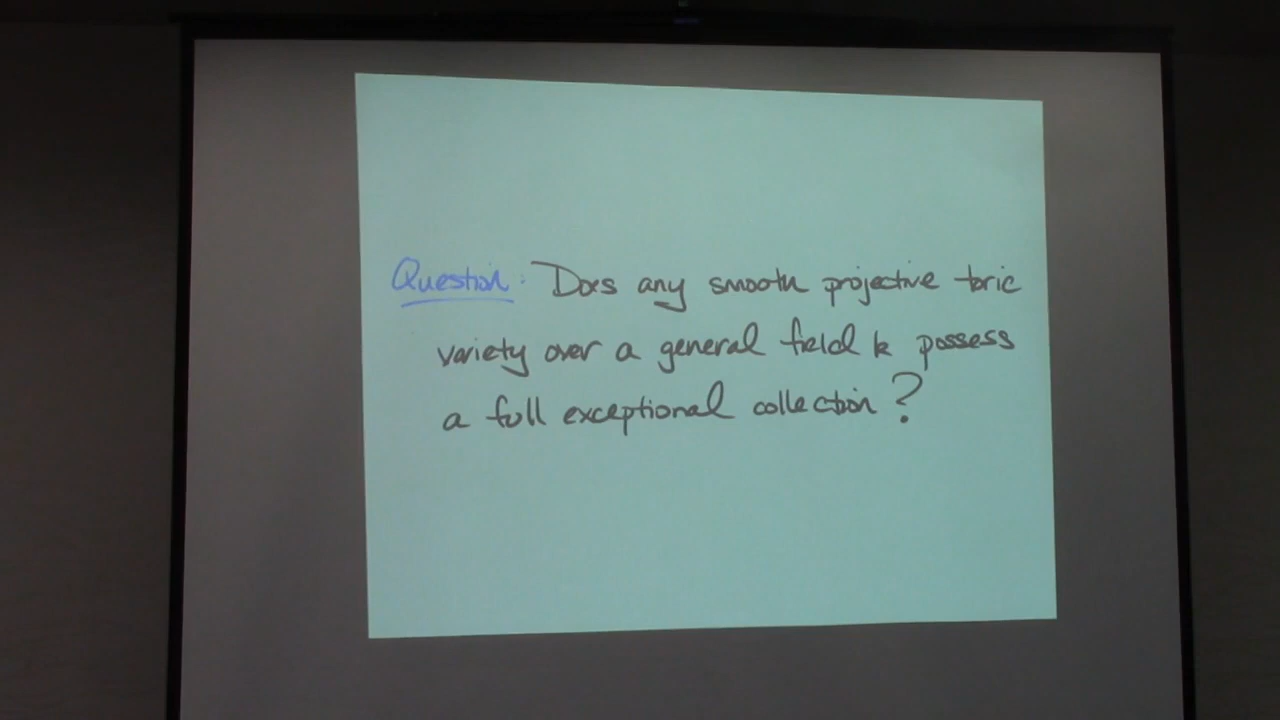 Question: Does any smooth projective toric
variety over a general field k possess
a full exceptional collection?